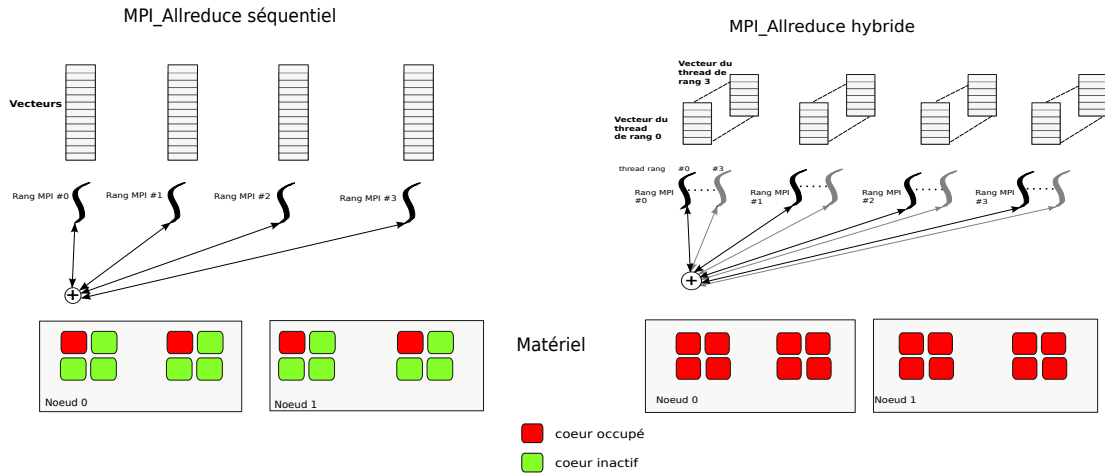 MPI_Allreduce séquentiel
Vecteurs
Rang MPI #0
Rang MPI #1
Rang MPI #2
Rang MPI #3
+
Noeud 0
Noeud 1
MPI_Allreduce hybride
Vecteur du
thread de
rang 3
Vecteur du
thread
de rang 0
thread rang
#0
#3
Rang MPI
#0
Rang MPI
#1
Rang MPI
#2
Rang MPI
#3
+
Noeud 0
Noeud 1
Matériel
coeur occupé
coeur inactif